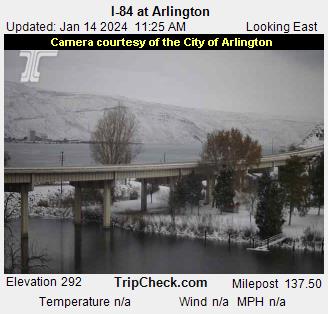 I-84 at Arlington
Updated: Jan 14 2024 11:25 AM Looking East
Camera courtesy of the City of Arlington
Elevation 292 TripCheck.com Milepost 137.50
Temperature n/a Wind n/a MPH n/a